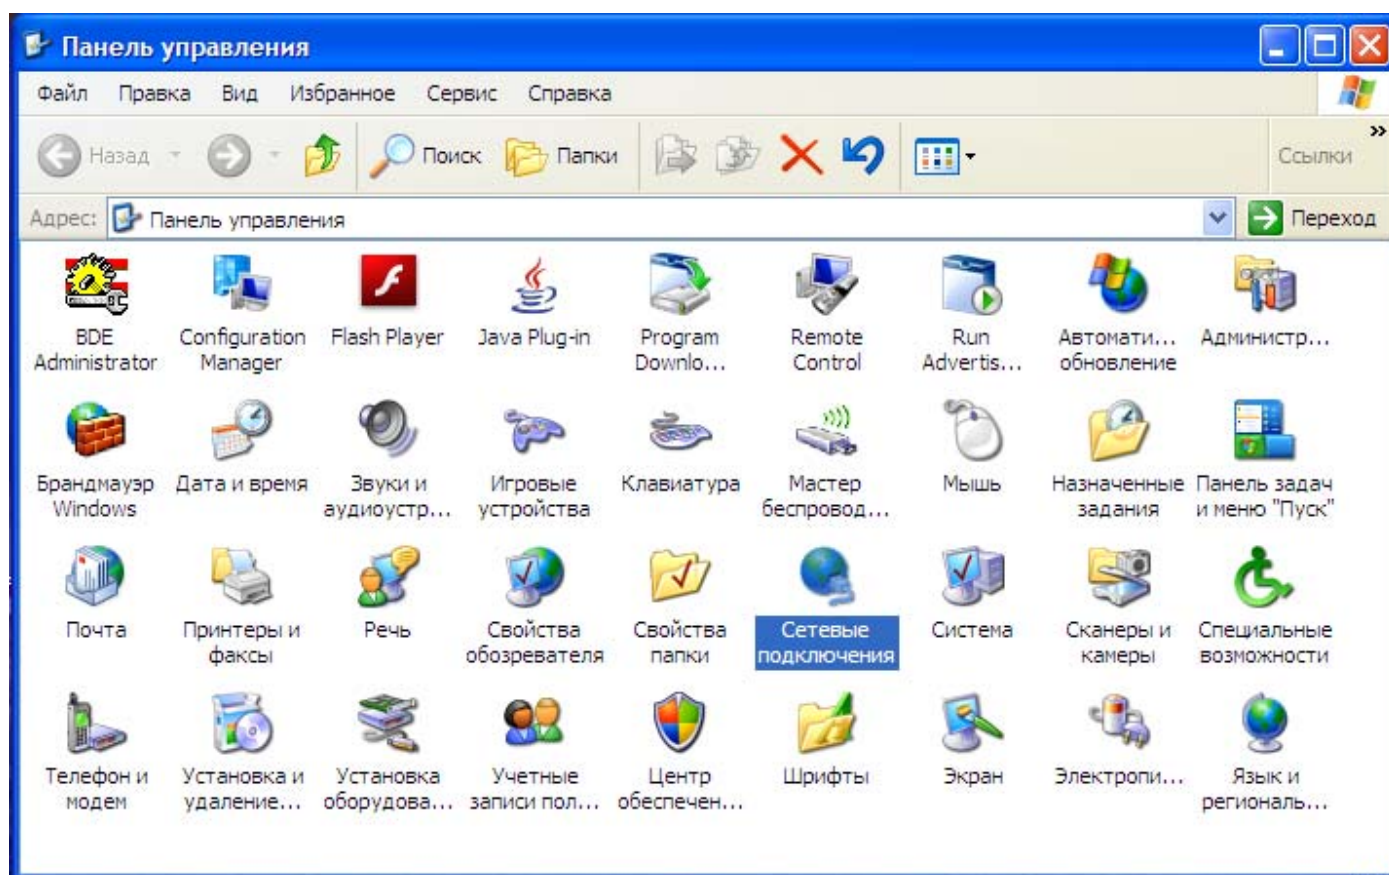 Панель управления
Файл Правка Вид Избранное Сервис Справка
Назад Поиск Папки Ссылки
Адрес: Панель управления Переход
BDE Configuration Flash Player Java Plug-in Program Remote Run Автомати... Администр...
Administrator Manager Downlo... Control Advertis... обновление
Брандмауэр Дата и время Звуки и Игровые Клавиатура Мастер Мышь Назначенные Панель задач
Windows аудиоустр... устройства беспровод... задания и меню "Пуск"
Почта Принтеры и Речь Свойства Свойства Сетевые Система Сканеры и Специальные
факсы обозревателя папки подключения камеры возможности
Телефон и Установка и Установка Учетные Центр Шрифты Экран Электропи... Язык и
модем удаление... оборудова... записи пол... обеспечен... региональ...